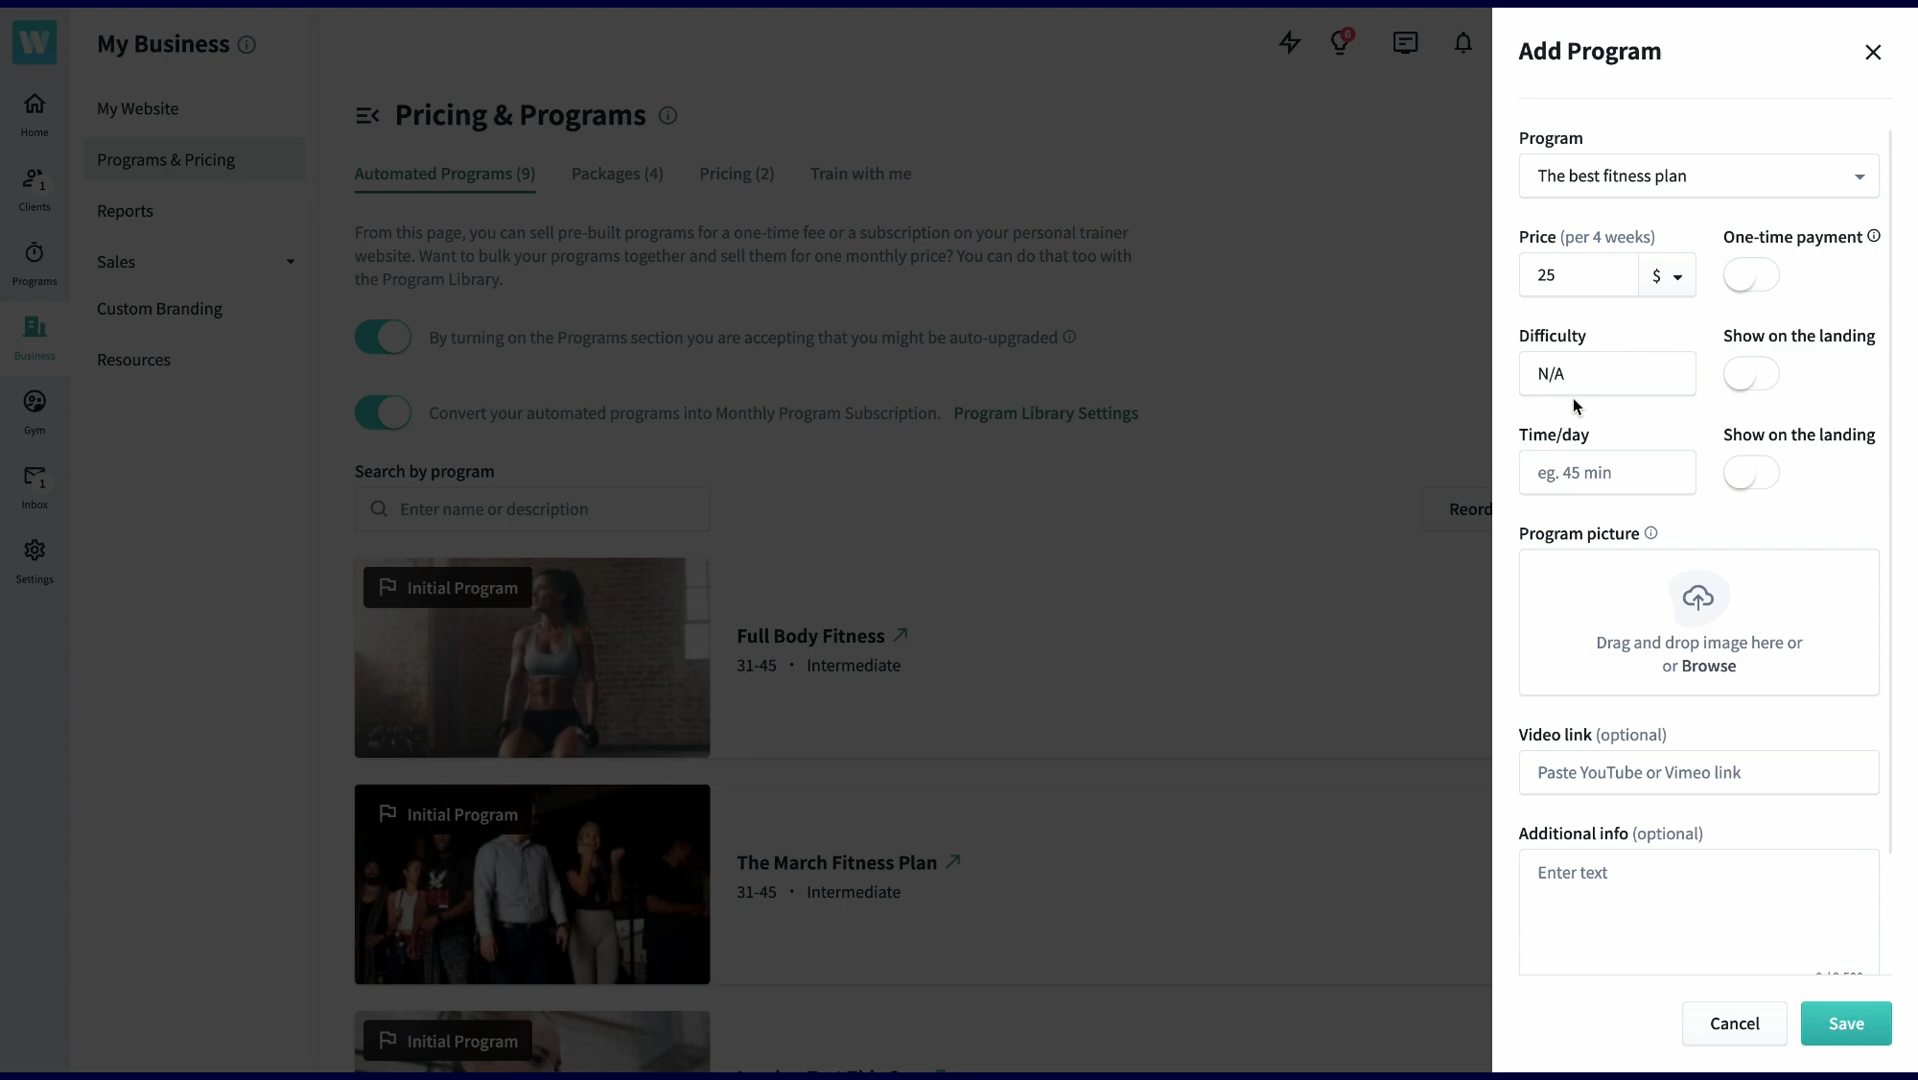 W
My Business
My Website
Programs & Pricing
Reports
Sales
Custom Branding
Resources
Home
1
Clients
Programs
Business
Gym
1
Inbox
Settings
8
Pricing & Programs
Automated Programs (9)
Packages (4)
Pricing (2)
Train with me
From this page, you can sell pre-built programs for a one-time fee or a subscription on your personal trainer
website. Want to bulk your programs together and sell them for one monthly price? You can do that too with
the Program Library.
By turning on the Programs section you are accepting that you might be auto-upgraded
Convert your automated programs into Monthly Program Subscription. Program Library Settings
Search by program
Enter name or description
Reord
Initial Program
Full Body Fitness
31-45 • Intermediate
Initial Program
The March Fitness Plan
31-45 • Intermediate
Initial Program
Add Program
Program
The best fitness plan
Price (per 4 weeks)
One-time payment
25
$
Difficulty
Show on the landing
N/A
Time/day
Show on the landing
eg. 45 min
Program picture
Drag and drop image here or
or Browse
Video link (optional)
Paste YouTube or Vimeo link
Additional info (optional)
Enter text
Cancel
Save